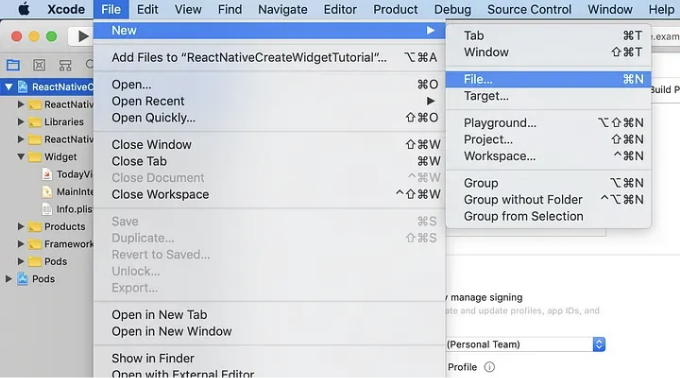 Xcode File Edit View Find Navigate Editor Product Debug Source Control Window Help
New
Add Files to “ReactNativeCreateWidgetTutorial”... ⌥⌘A
Open... ⌘O
Open Recent
Open Quickly... ⇧⌘O
Close Window ⇧⌘W
Close Tab ⌘W
Close Document ^⌘W
Close Workspace ^⇧⌘W
Save ⌘S
Duplicate... ⇧⌘S
Revert to Saved...
Unlock...
Export...
Open in New Tab
Open in New Window
Show in Finder
Open with External Editor
Tab ⌘T
Window ⇧⌘T
File... ⌘N
Target...
Playground... ⌥⇧⌘N
Project... ⇧⌘N
Workspace... ^⌘N
Group ⌥⌘N
Group without Folder ^⌥⌘N
Group from Selection
ReactNativeC
ReactNativ
Libraries
ReactNativ
Widget
TodayVi
MainInte
Info.plis
Products
Framework
Pods
Pods
e.exam
Build P
y manage signing
ate and update profiles, app IDs, and
(Personal Team)
Profile